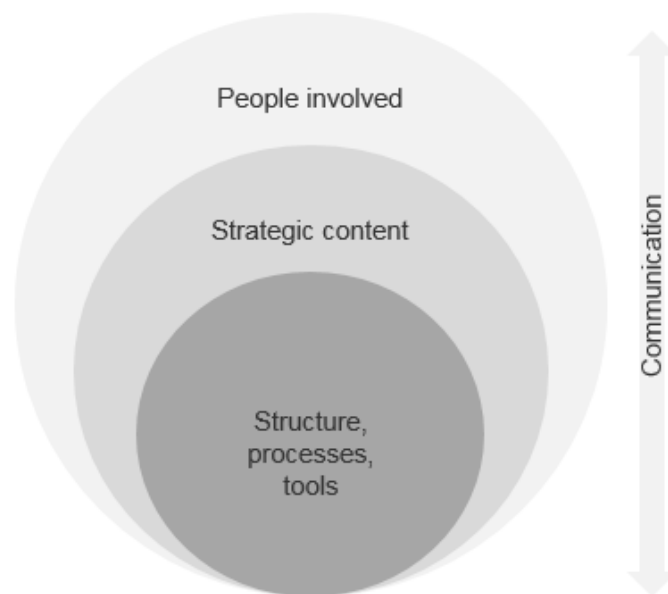 People involved
Strategic content
Structure,
processes,
tools
Communication